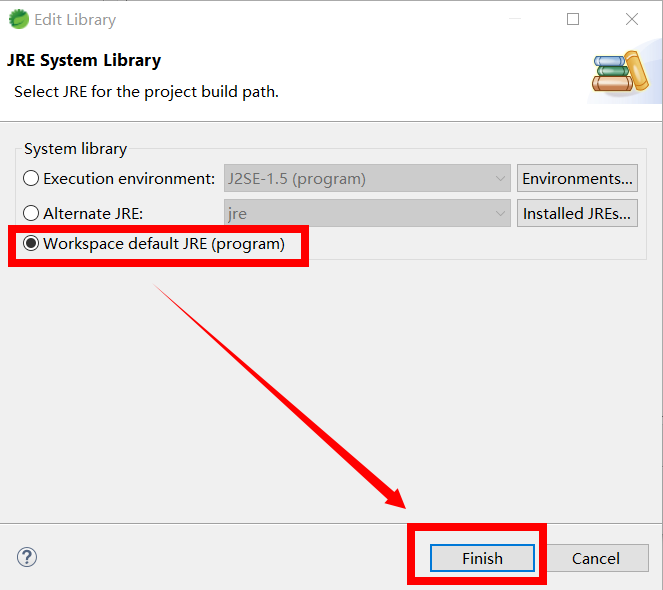 Edit Library
JRE System Library
Select JRE for the project build path.
System library
Execution environment: J2SE-1.5 (program) Environments...
Alternate JRE: jre Installed JREs...
Workspace default JRE (program)
? Finish Cancel